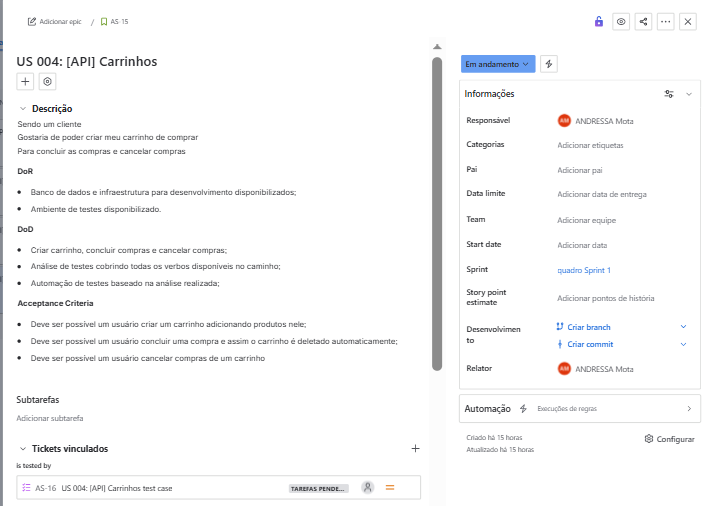 Adicionar epic / AS-15
US 004: [API] Carrinhos
Descrição
Sendo um cliente
Gostaria de poder criar meu carrinho de comprar
Para concluir as compras e cancelar compras
DoR
Banco de dados e infraestrutura para desenvolvimento disponibilizados;
Ambiente de testes disponibilizado.
DoD
Criar carrinho, concluir compras e cancelar compras;
Análise de testes cobrindo todas os verbos disponíveis no caminho;
Automação de testes baseado na análise realizada;
Acceptance Criteria
Deve ser possível um usuário criar um carrinho adicionando produtos nele;
Deve ser possível um usuário concluir uma compra e assim o carrinho é deletado automaticamente;
Deve ser possível um usuário cancelar compras de um carrinho
Subtarefas
Adicionar subtarefa
Tickets vinculados
is tested by
AS-16 US 004: [API] Carrinhos test case TAREFAS PENDE...
Em andamento
Informações
Responsável AM ANDRESSA Mota
Categorias Adicionar etiquetas
Pai Adicionar pai
Data limite Adicionar data de entrega
Team Adicionar equipe
Start date Adicionar data
Sprint quadro Sprint 1
Story point
estimate Adicionar pontos de história
Desenvolvimen
to
Criar branch
Criar commit
Relator AM ANDRESSA Mota
Automação Execuções de regras
Criado há 15 horas
Atualizado há 15 horas
Configurar